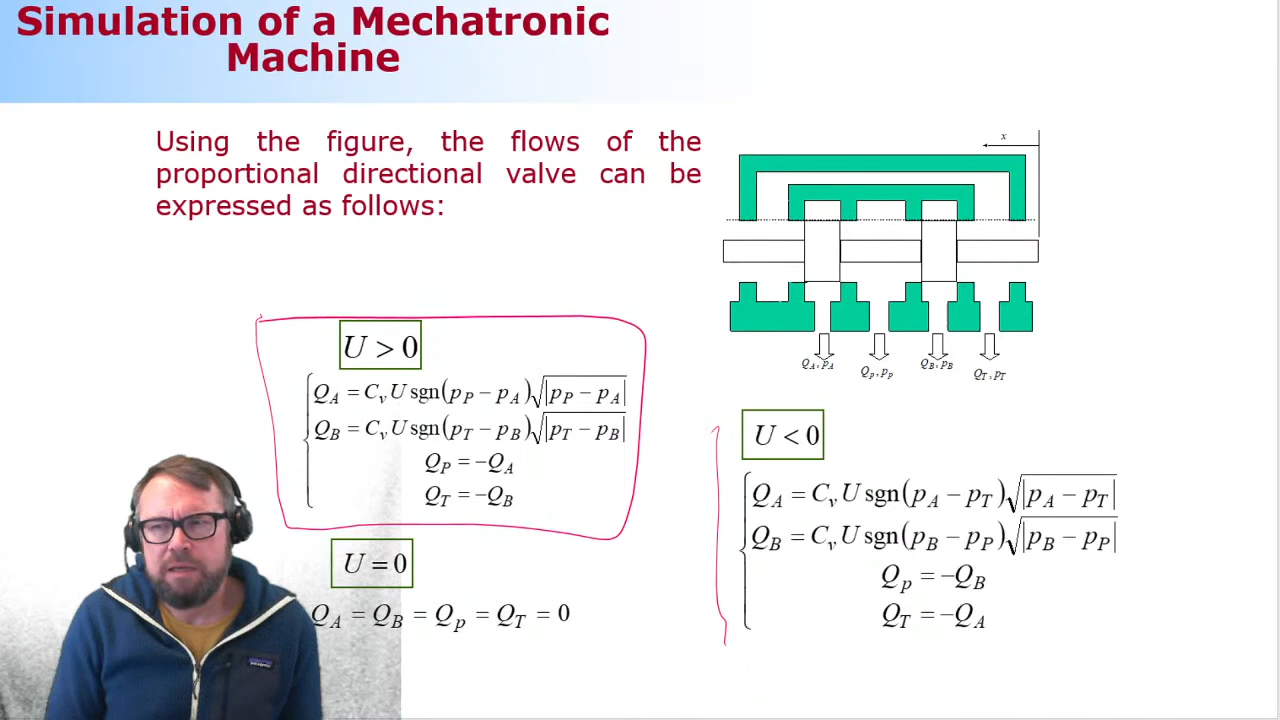 Simulation of a Mechatronic
Machine
Using the figure, the flows of the
proportional directional valve can be
expressed as follows:
x
Q_A, p_A
Q_p, p_p
Q_B, p_B
Q_T, p_T
U > 0
Q_A = C_v U sgn(p_P − p_A)√|p_P − p_A|
Q_B = C_v U sgn(p_T − p_B)√|p_T − p_B|
Q_P = −Q_A
Q_T = −Q_B
U = 0
Q_A = Q_B = Q_p = Q_T = 0
U < 0
Q_A = C_v U sgn(p_A − p_T)√|p_A − p_T|
Q_B = C_v U sgn(p_B − p_P)√|p_B − p_P|
Q_p = −Q_B
Q_T = −Q_A